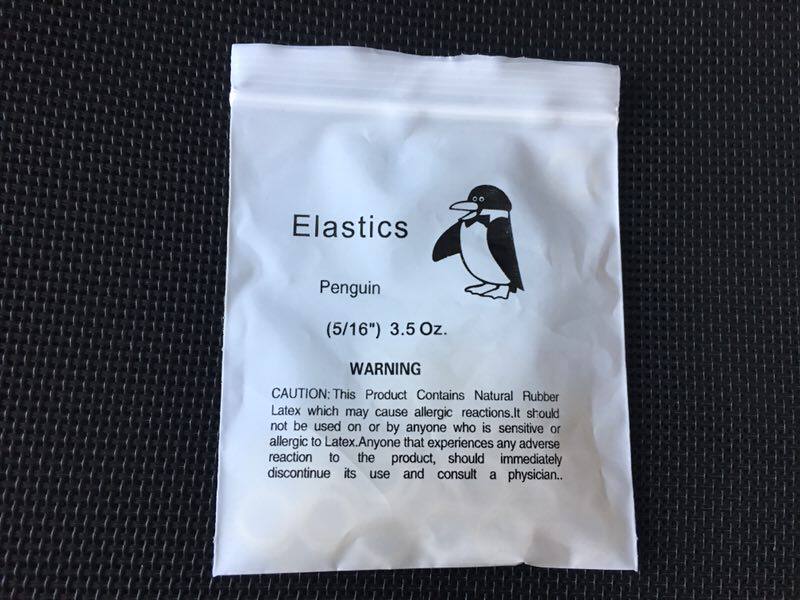 Elastics
Penguin
(5/16") 3.5 Oz.
WARNING
CAUTION: This Product Contains Natural Rubber
Latex which may cause allergic reactions.It should
not be used on or by anyone who is sensitive or
allergic to Latex.Anyone that experiences any adverse
reaction to the product, should immediately
discontinue its use and consult a physician..